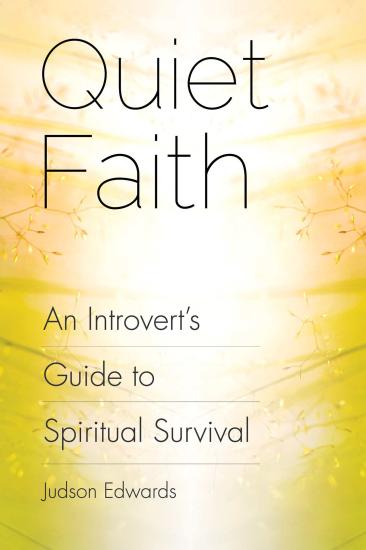 Quiet
Faith
An Introvert's
Guide to
Spiritual Survival
Judson Edwards